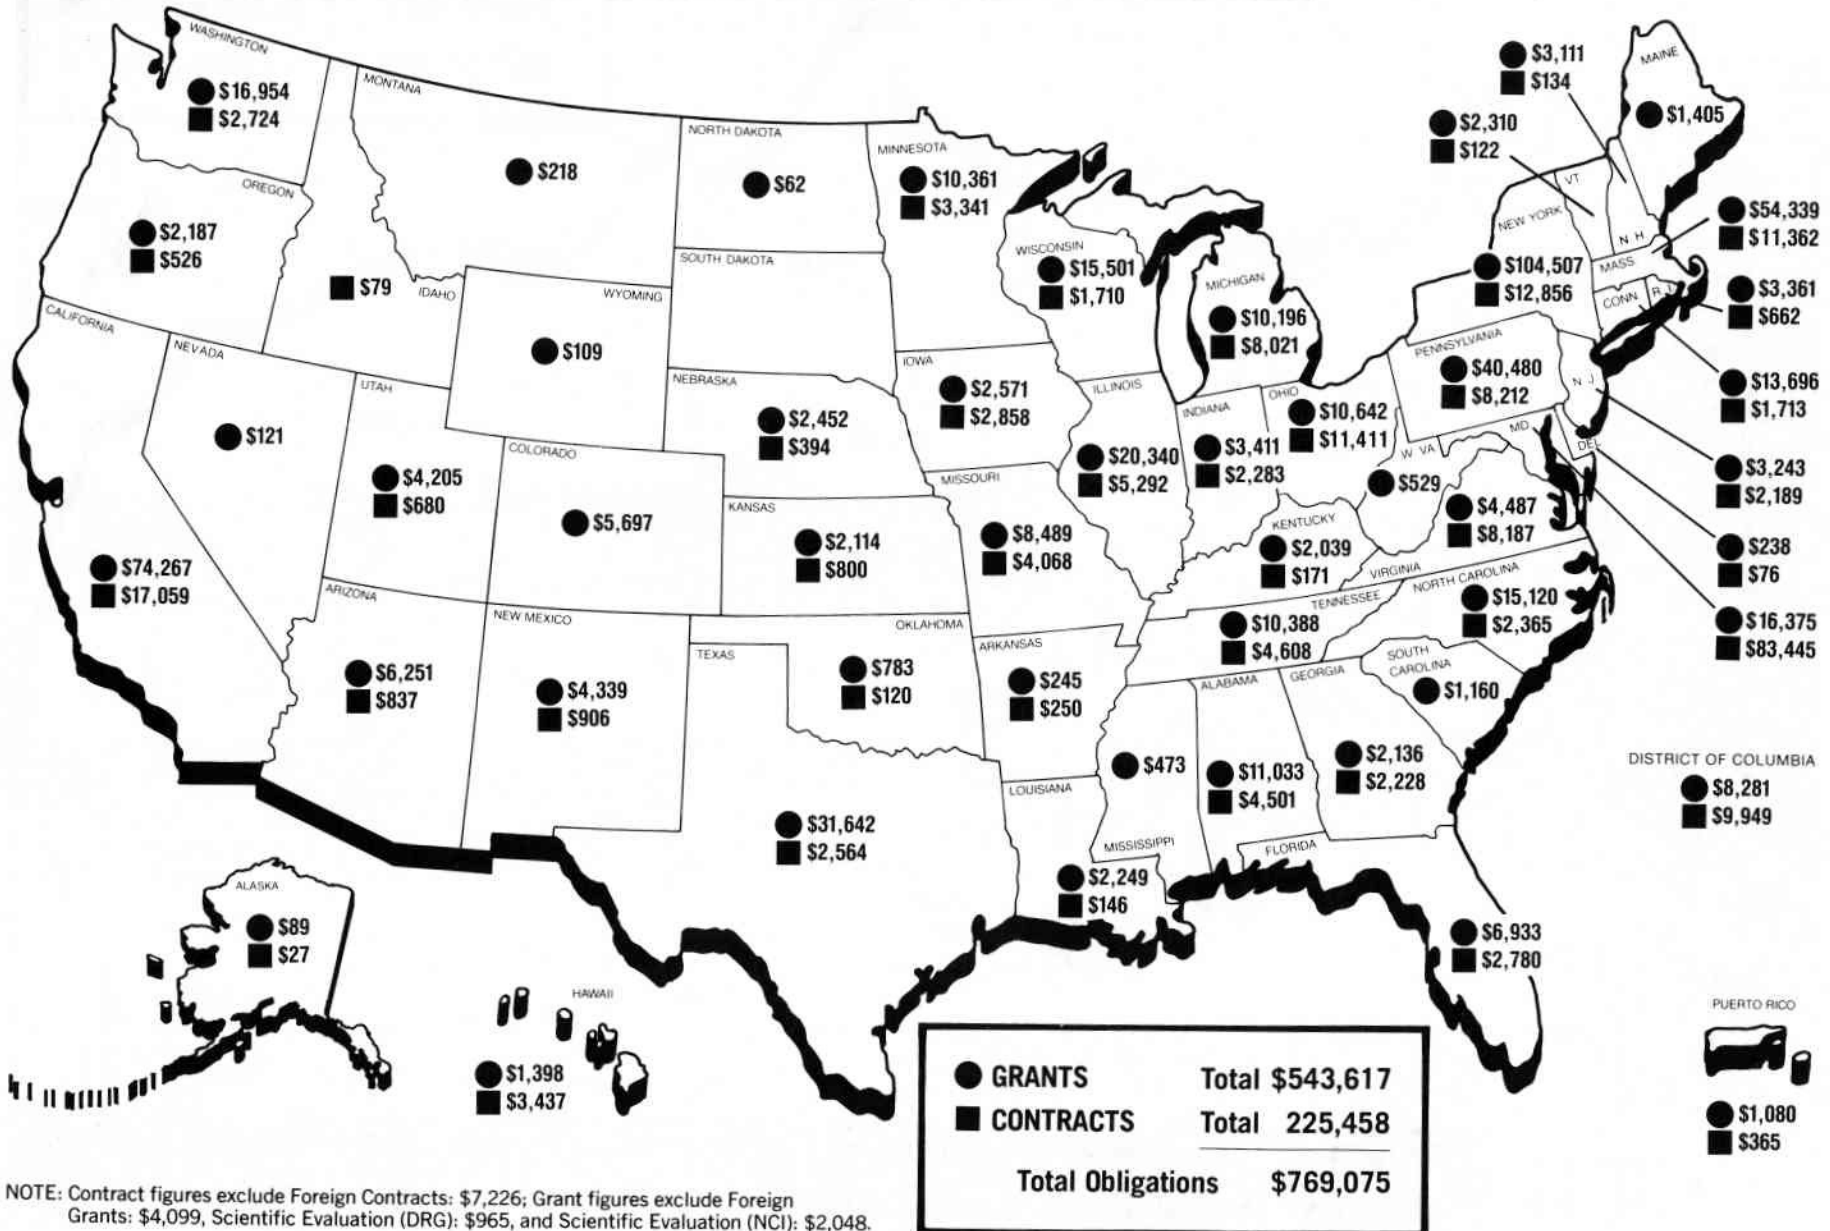 WASHINGTON
$16,954
$2,724
MONTANA
$218
NORTH DAKOTA
$62
MINNESOTA
$10,361
$3,341
$3,111
$134
MAINE
$1,405
$2,310
$122
OREGON
$2,187
$526
IDAHO
$79
WYOMING
$109
SOUTH DAKOTA
WISCONSIN
$15,501
$1,710
MICHIGAN
$10,196
$8,021
VT
N H
NEW YORK
$104,507
$12,856
MASS
CONN
R I
$54,339
$11,362
$3,361
$662
$13,696
$1,713
CALIFORNIA
$74,267
$17,059
NEVADA
$121
UTAH
$4,205
$680
COLORADO
$5,697
NEBRASKA
$2,452
$394
IOWA
$2,571
$2,858
ILLINOIS
$20,340
$5,292
INDIANA
$3,411
$2,283
OHIO
$10,642
$11,411
PENNSYLVANIA
$40,480
$8,212
N J
MD
DEL
$3,243
$2,189
W VA
$529
$4,487
$8,187
VIRGINIA
$238
$76
$16,375
$83,445
KANSAS
$2,114
$800
MISSOURI
$8,489
$4,068
KENTUCKY
$2,039
$171
TENNESSEE
$10,388
$4,608
NORTH CAROLINA
$15,120
$2,365
ARIZONA
$6,251
$837
NEW MEXICO
$4,339
$906
OKLAHOMA
$783
$120
TEXAS
$31,642
$2,564
ARKANSAS
$245
$250
SOUTH
CAROLINA
$1,160
ALABAMA
$11,033
$4,501
GEORGIA
$2,136
$2,228
$473
MISSISSIPPI
LOUISIANA
$2,249
$146
FLORIDA
$6,933
$2,780
DISTRICT OF COLUMBIA
$8,281
$9,949
ALASKA
$89
$27
HAWAII
$1,398
$3,437
PUERTO RICO
$1,080
$365
GRANTS Total $543,617
CONTRACTS Total 225,458
Total Obligations $769,075
NOTE: Contract figures exclude Foreign Contracts: $7,226; Grant figures exclude Foreign
Grants: $4,099, Scientific Evaluation (DRG): $965, and Scientific Evaluation (NCI): $2,048.